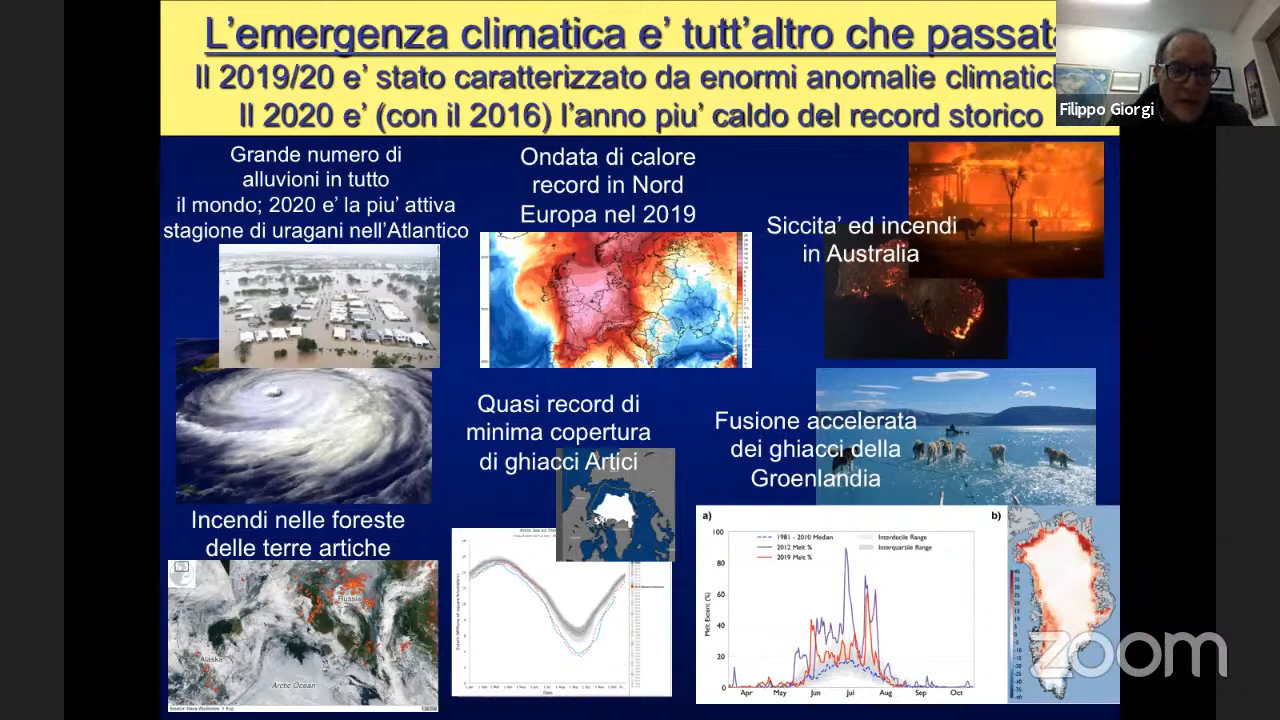 L'emergenza climatica e' tutt'altro che passat
Il 2019/20 e' stato caratterizzato da enormi anomalie climatic
Il 2020 e' (con il 2016) l'anno piu' caldo del record storico
Filippo Giorgi
Grande numero di
alluvioni in tutto
il mondo; 2020 e' la piu' attiva
stagione di uragani nell'Atlantico
Ondata di calore
record in Nord
Europa nel 2019
Siccita' ed incendi
in Australia
Quasi record di
minima copertura
di ghiacci Artici
Fusione accelerata
dei ghiacci della
Groenlandia
Incendi nelle foreste
delle terre artiche
Russia
Alaska
Arctic Ocean
a)
1981 - 2010 Median
2012 Melt %
2019 Melt %
Interdecile Range
Interquartile Range
Melt Extent (%)
100
80
60
40
20
0
Apr May Jun Jul Aug Sep Oct
b)
zoom